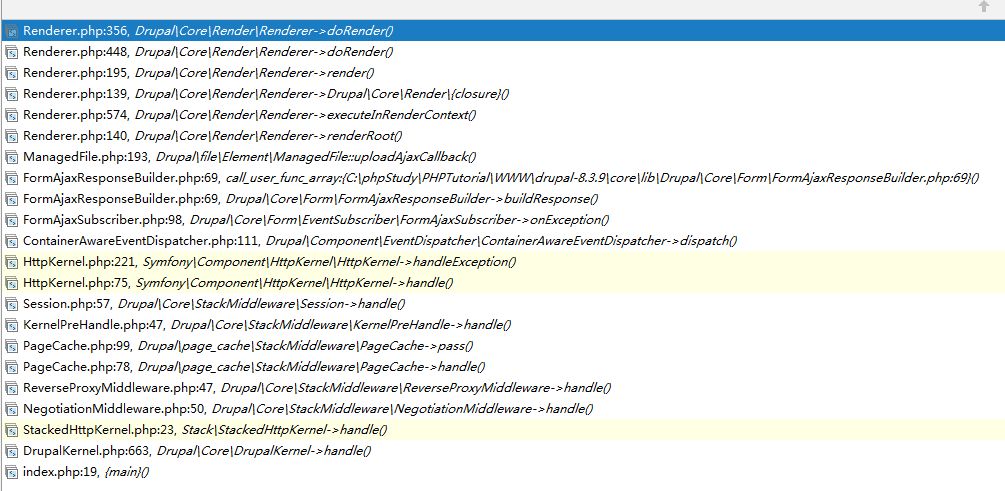 Renderer.php:356, Drupal\Core\Render\Renderer->doRender()
Renderer.php:448, Drupal\Core\Render\Renderer->doRender()
Renderer.php:195, Drupal\Core\Render\Renderer->render()
Renderer.php:139, Drupal\Core\Render\Renderer->Drupal\Core\Render\{closure}()
Renderer.php:574, Drupal\Core\Render\Renderer->executeInRenderContext()
Renderer.php:140, Drupal\Core\Render\Renderer->renderRoot()
ManagedFile.php:193, Drupal\file\Element\ManagedFile::uploadAjaxCallback()
FormAjaxResponseBuilder.php:69, call_user_func_array:{C:\phpStudy\PHPTutorial\WWW\drupal-8.3.9\core\lib\Drupal\Core\Form\FormAjaxResponseBuilder.php:69}()
FormAjaxResponseBuilder.php:69, Drupal\Core\Form\FormAjaxResponseBuilder->buildResponse()
FormAjaxSubscriber.php:98, Drupal\Core\Form\EventSubscriber\FormAjaxSubscriber->onException()
ContainerAwareEventDispatcher.php:111, Drupal\Component\EventDispatcher\ContainerAwareEventDispatcher->dispatch()
HttpKernel.php:221, Symfony\Component\HttpKernel\HttpKernel->handleException()
HttpKernel.php:75, Symfony\Component\HttpKernel\HttpKernel->handle()
Session.php:57, Drupal\Core\StackMiddleware\Session->handle()
KernelPreHandle.php:47, Drupal\Core\StackMiddleware\KernelPreHandle->handle()
PageCache.php:99, Drupal\page_cache\StackMiddleware\PageCache->pass()
PageCache.php:78, Drupal\page_cache\StackMiddleware\PageCache->handle()
ReverseProxyMiddleware.php:47, Drupal\Core\StackMiddleware\ReverseProxyMiddleware->handle()
NegotiationMiddleware.php:50, Drupal\Core\StackMiddleware\NegotiationMiddleware->handle()
StackedHttpKernel.php:23, Stack\StackedHttpKernel->handle()
DrupalKernel.php:663, Drupal\Core\DrupalKernel->handle()
index.php:19, {main}()